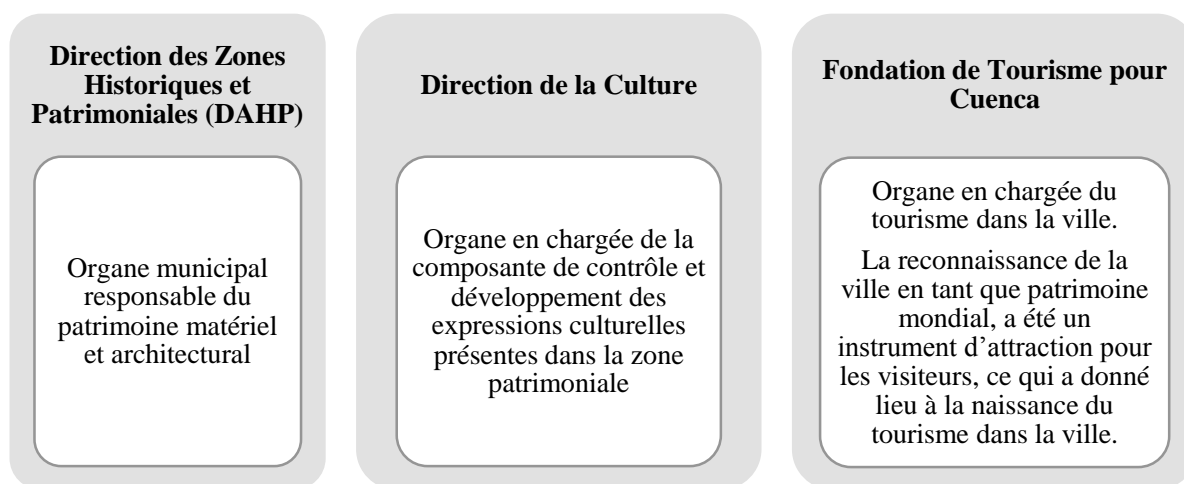 Direction des Zones
Historiques et
Patrimoniales (DAHP)
Organe municipal
responsable du
patrimoine matériel
et architectural
Direction de la Culture
Organe en chargée de la
composante de contrôle et
développement des
expressions culturelles
présentes dans la zone
patrimoniale
Fondation de Tourisme pour
Cuenca
Organe en chargée du
tourisme dans la ville.
La reconnaissance de la
ville en tant que patrimoine
mondial, a été un
instrument d’attraction pour
les visiteurs, ce qui a donné
lieu à la naissance du
tourisme dans la ville.